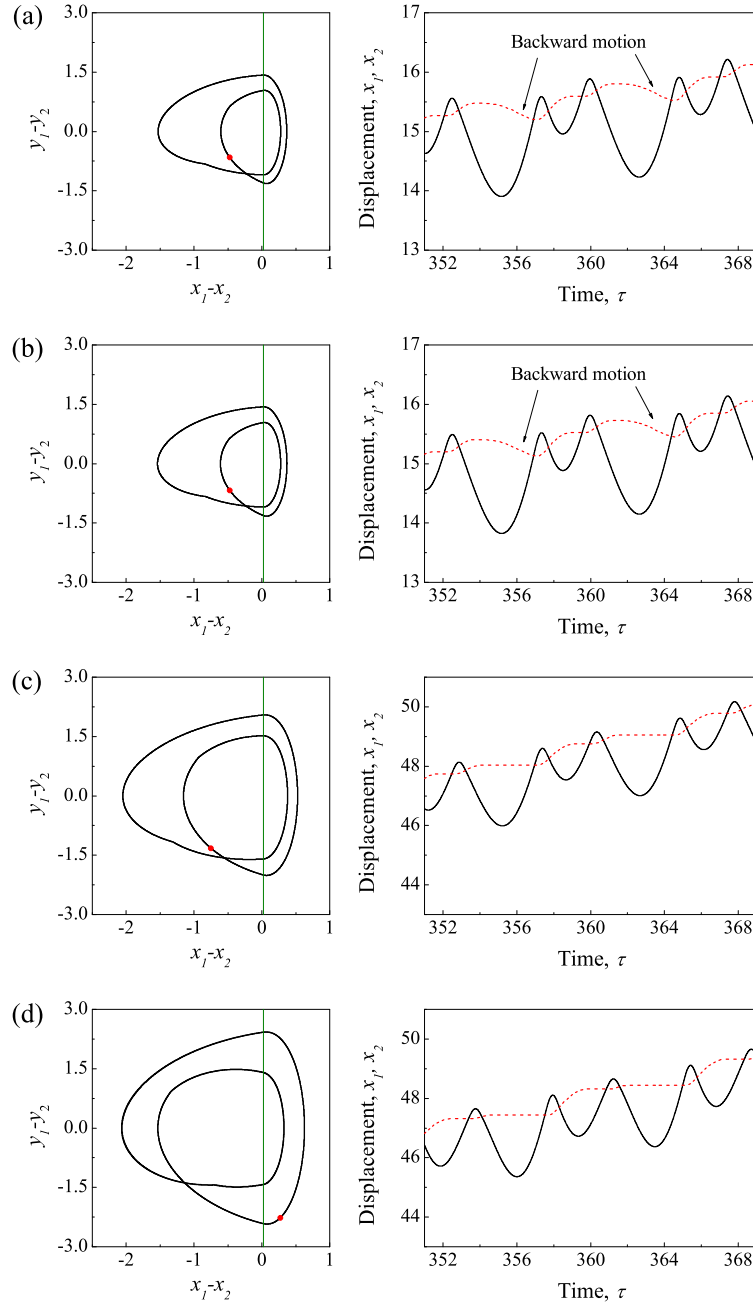 (a)
3.0
1.5
0.0
-1.5
-3.0
y1-y2
-2 -1 0 1
x1-x2
17
16
15
14
13
Displacement, x1, x2
Backward motion
352 356 360 364 368
Time, τ
(b)
3.0
1.5
0.0
-1.5
-3.0
y1-y2
-2 -1 0 1
x1-x2
17
16
15
14
13
Displacement, x1, x2
Backward motion
352 356 360 364 368
Time, τ
(c)
3.0
1.5
0.0
-1.5
-3.0
y1-y2
-2 -1 0 1
x1-x2
50
48
46
44
Displacement, x1, x2
352 356 360 364 368
Time, τ
(d)
3.0
1.5
0.0
-1.5
-3.0
y1-y2
-2 -1 0 1
x1-x2
51
49
47
45
43
Displacement, x1, x2
352 356 360 364 368
Time, τ